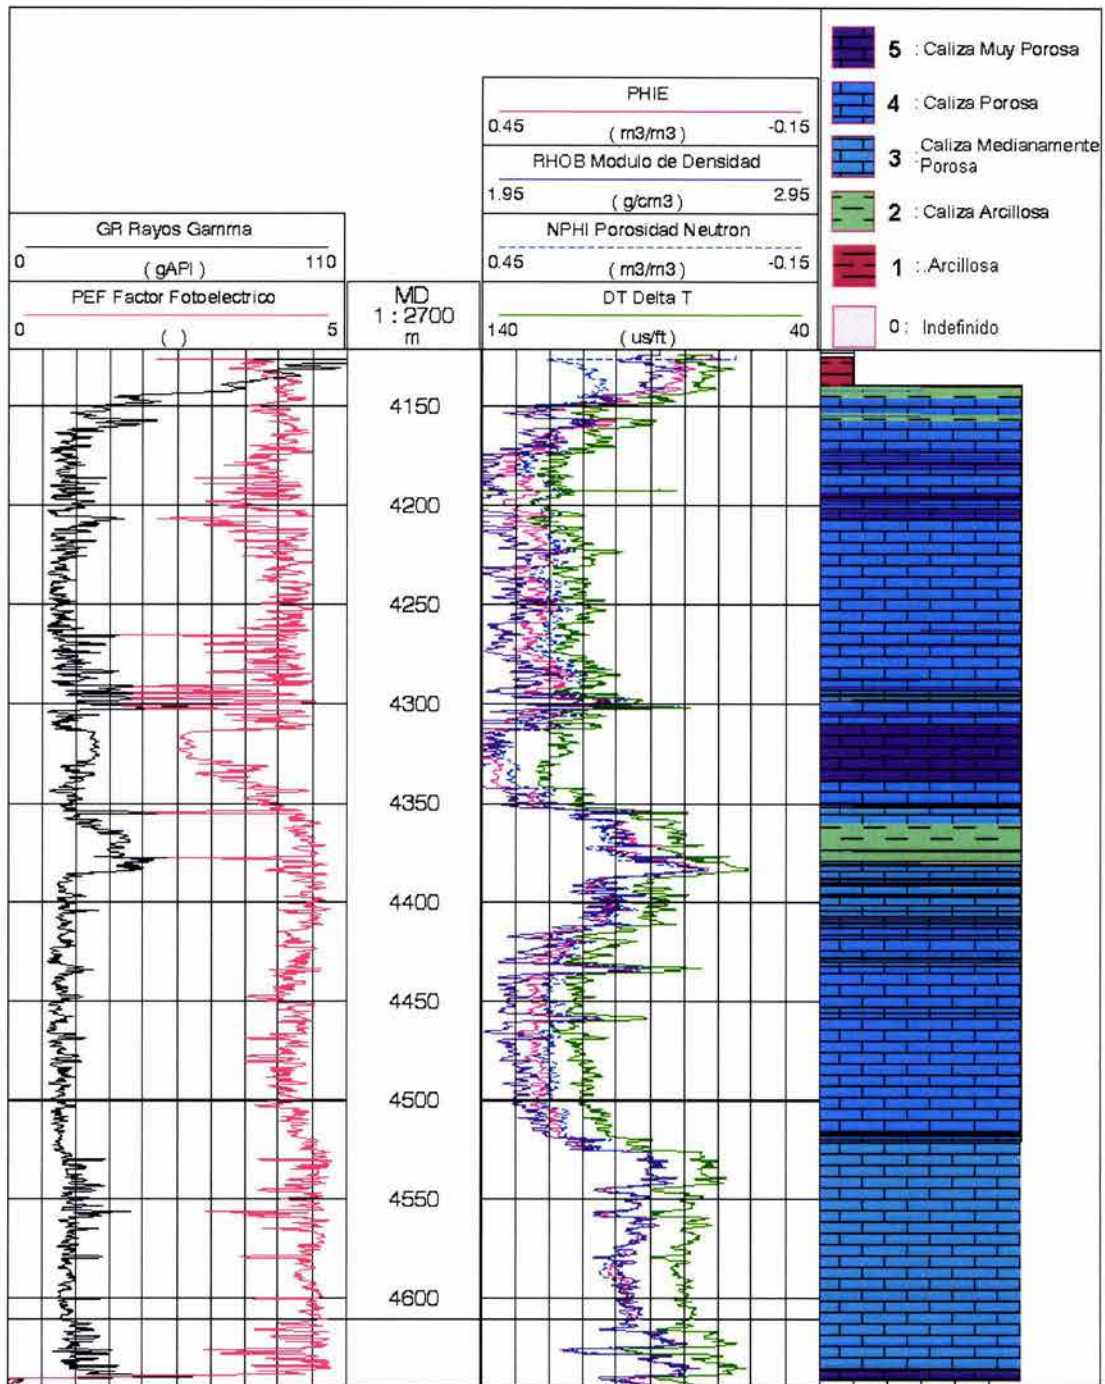 5 : Caliza Muy Porosa
4 : Caliza Porosa
3 : Caliza Medianamente
Porosa
2 : Caliza Arcillosa
1 : .Arcillosa
0 : Indefinido
PHIE
0.45 (m3/m3) -0.15
RHOB Modulo de Densidad
1.95 (g/cm3) 2.95
NPHI Porosidad Neutron
0.45 (m3/m3) -0.15
DT Delta T
140 (us/ft) 40
GR Rayos Gamma
0 (gAPI) 110
PEF Factor Fotoelectrico
0 ( ) 5
MD
1 : 2700
m
4150
4200
4250
4300
4350
4400
4450
4500
4550
4600